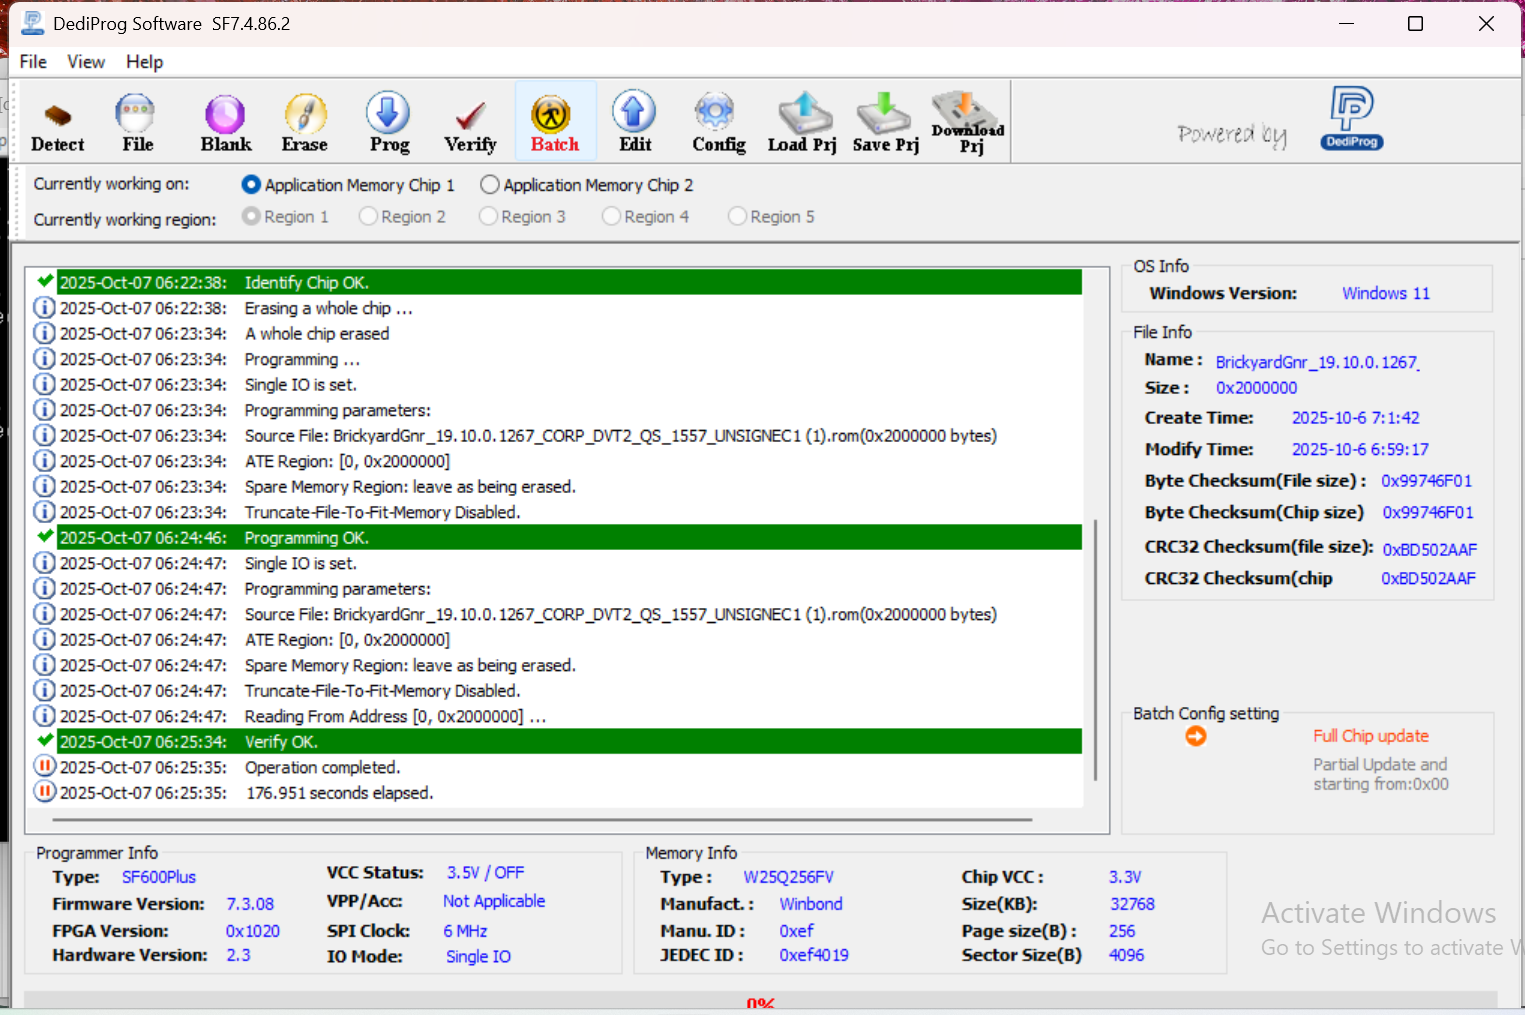 DediProg Software SF7.4.86.2
File View Help
Detect File Blank Erase Prog Verify Batch Edit Config Load Prj Save Prj Download Prj
Powered by DediProg
Currently working on: Application Memory Chip 1 Application Memory Chip 2
Currently working region: Region 1 Region 2 Region 3 Region 4 Region 5
2025-Oct-07 06:22:38: Identify Chip OK.
2025-Oct-07 06:22:38: Erasing a whole chip ...
2025-Oct-07 06:23:34: A whole chip erased
2025-Oct-07 06:23:34: Programming ...
2025-Oct-07 06:23:34: Single IO is set.
2025-Oct-07 06:23:34: Programming parameters:
2025-Oct-07 06:23:34: Source File: BrickyardGnr_19.10.0.1267_CORP_DVT2_QS_1557_UNSIGNEC1 (1).rom(0x2000000 bytes)
2025-Oct-07 06:23:34: ATE Region: [0, 0x2000000]
2025-Oct-07 06:23:34: Spare Memory Region: leave as being erased.
2025-Oct-07 06:23:34: Truncate-File-To-Fit-Memory Disabled.
2025-Oct-07 06:24:46: Programming OK.
2025-Oct-07 06:24:47: Single IO is set.
2025-Oct-07 06:24:47: Programming parameters:
2025-Oct-07 06:24:47: Source File: BrickyardGnr_19.10.0.1267_CORP_DVT2_QS_1557_UNSIGNEC1 (1).rom(0x2000000 bytes)
2025-Oct-07 06:24:47: ATE Region: [0, 0x2000000]
2025-Oct-07 06:24:47: Spare Memory Region: leave as being erased.
2025-Oct-07 06:24:47: Truncate-File-To-Fit-Memory Disabled.
2025-Oct-07 06:24:47: Reading From Address [0, 0x2000000] ...
2025-Oct-07 06:25:34: Verify OK.
2025-Oct-07 06:25:35: Operation completed.
2025-Oct-07 06:25:35: 176.951 seconds elapsed.
OS Info
Windows Version: Windows 11
File Info
Name : BrickyardGnr_19.10.0.1267_
Size : 0x2000000
Create Time: 2025-10-6 7:1:42
Modify Time: 2025-10-6 6:59:17
Byte Checksum(File size) : 0x99746F01
Byte Checksum(Chip size) 0x99746F01
CRC32 Checksum(file size): 0xBD502AAF
CRC32 Checksum(chip 0xBD502AAF
Batch Config setting
Full Chip update
Partial Update and
starting from:0x00
Programmer Info
Type: SF600Plus
Firmware Version: 7.3.08
FPGA Version: 0x1020
Hardware Version: 2.3
VCC Status: 3.5V / OFF
VPP/Acc: Not Applicable
SPI Clock: 6 MHz
IO Mode: Single IO
Memory Info
Type : W25Q256FV
Manufact. : Winbond
Manu. ID : 0xef
JEDEC ID : 0xef4019
Chip VCC : 3.3V
Size(KB): 32768
Page size(B) : 256
Sector Size(B) 4096
Activate Windows
Go to Settings to activate W
0%